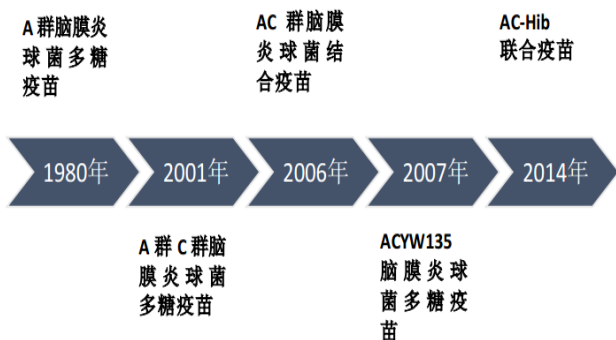 A 群脑膜炎
球菌多糖
疫苗
AC 群脑膜
炎球菌结
合疫苗
AC-Hib
联合疫苗
1980年
2001年
2006年
2007年
2014年
A 群 C 群脑
膜炎球菌
多糖疫苗
ACYW135
脑膜炎球
菌多糖疫
苗